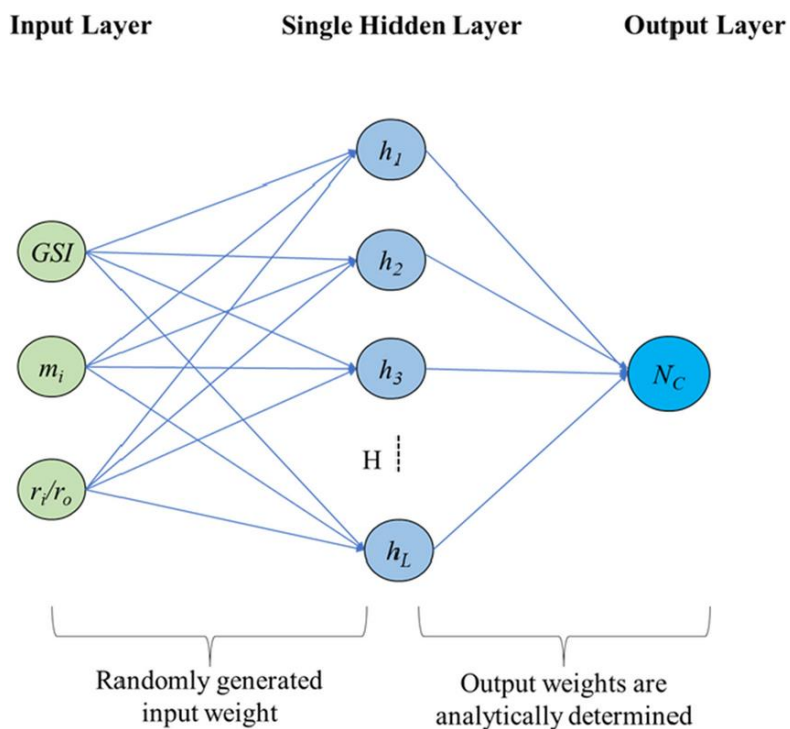 Input Layer
Single Hidden Layer
Output Layer
h1
GSI
h2
mi
h3
NC
H
ri/ro
hL
Randomly generated
input weight
Output weights are
analytically determined